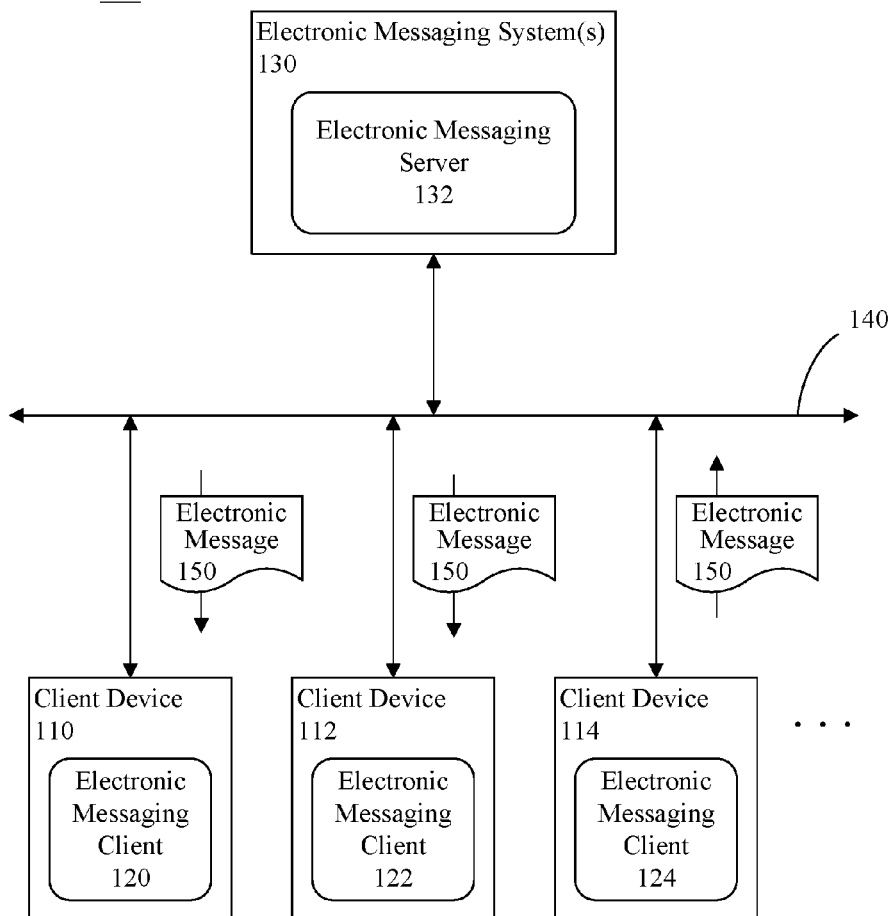 Electronic Messaging System(s)
130
Electronic Messaging
Server
132
140
Electronic
Message
150
Electronic
Message
150
Electronic
Message
150
Client Device
110
Electronic
Messaging
Client
120
Client Device
112
Electronic
Messaging
Client
122
Client Device
114
Electronic
Messaging
Client
124
. . .